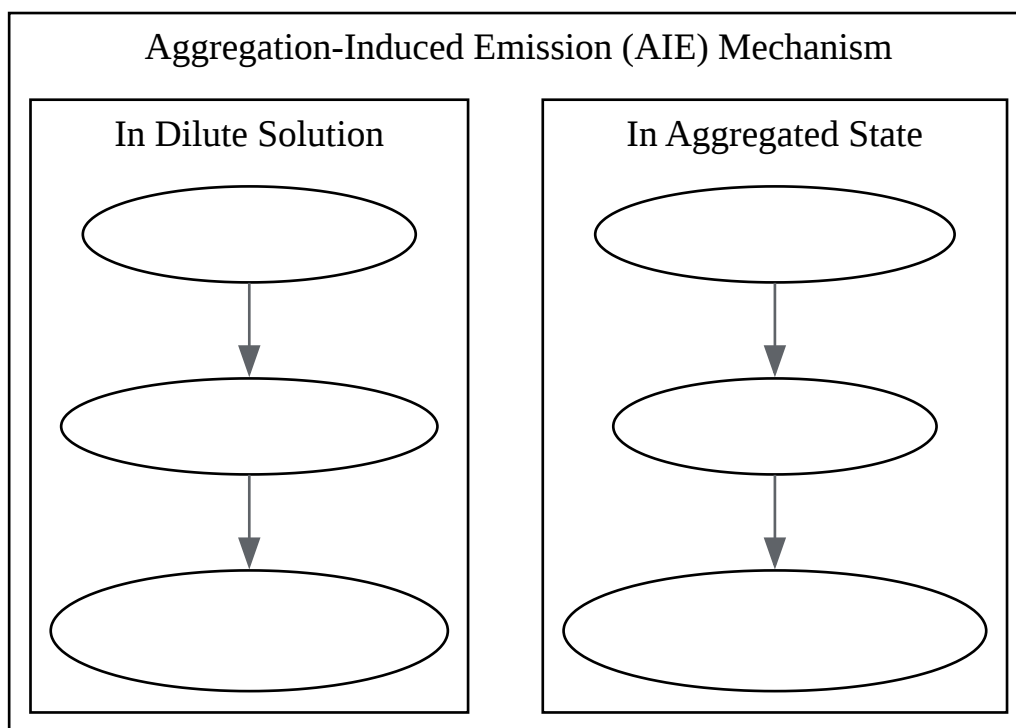 Aggregation-Induced Emission (AIE) Mechanism
In Dilute Solution
In Aggregated State